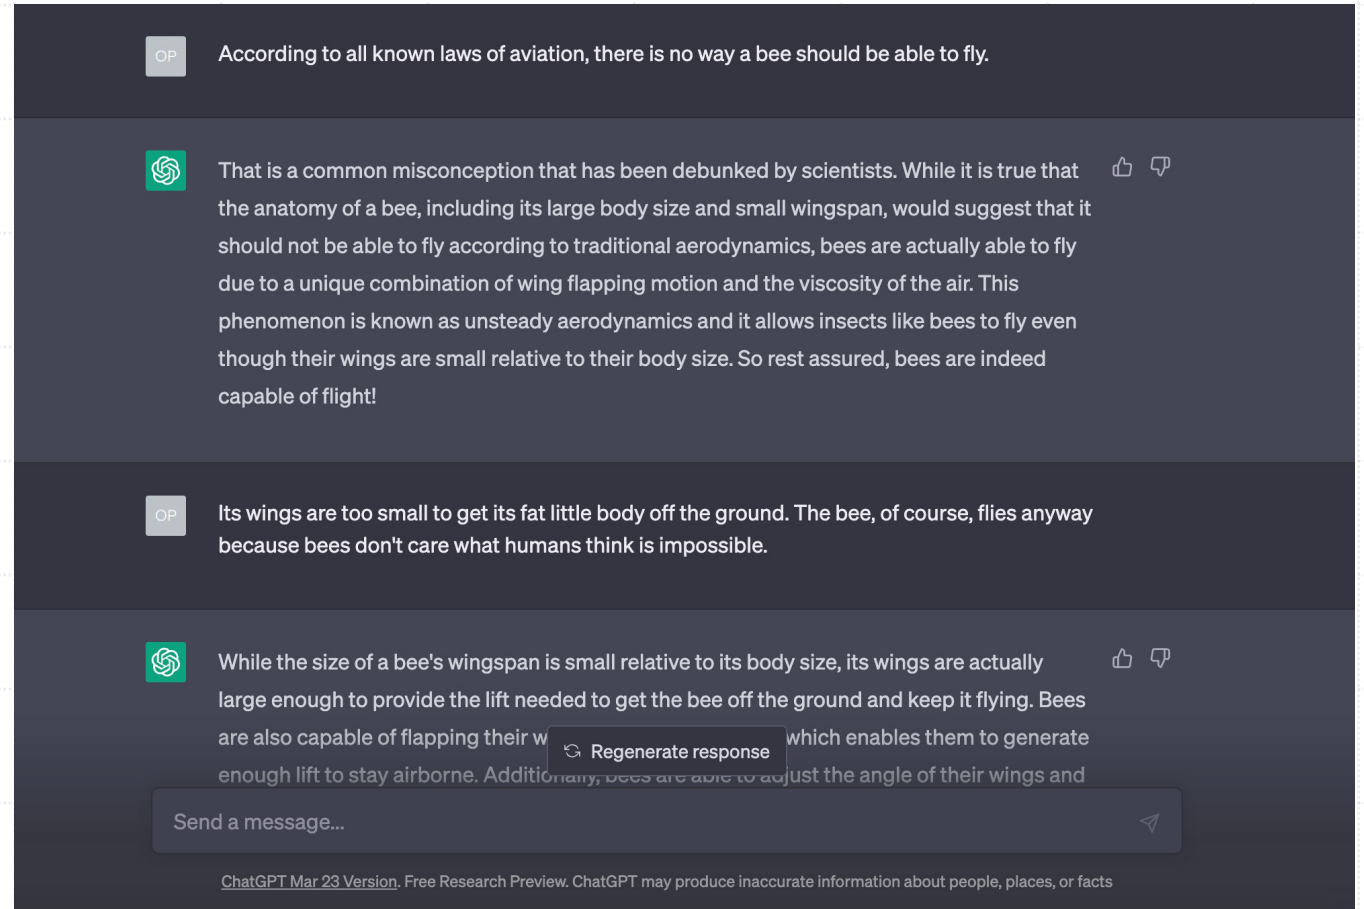 OP
According to all known laws of aviation, there is no way a bee should be able to fly.
That is a common misconception that has been debunked by scientists. While it is true that
the anatomy of a bee, including its large body size and small wingspan, would suggest that it
should not be able to fly according to traditional aerodynamics, bees are actually able to fly
due to a unique combination of wing flapping motion and the viscosity of the air. This
phenomenon is known as unsteady aerodynamics and it allows insects like bees to fly even
though their wings are small relative to their body size. So rest assured, bees are indeed
capable of flight!
OP
Its wings are too small to get its fat little body off the ground. The bee, of course, flies anyway
because bees don't care what humans think is impossible.
While the size of a bee's wingspan is small relative to its body size, its wings are actually
large enough to provide the lift needed to get the bee off the ground and keep it flying. Bees
are also capable of flapping their w which enables them to generate
Regenerate response
enough lift to stay airborne. Additionally, bees are able to adjust the angle of their wings and
Send a message...
ChatGPT Mar 23 Version. Free Research Preview. ChatGPT may produce inaccurate information about people, places, or facts